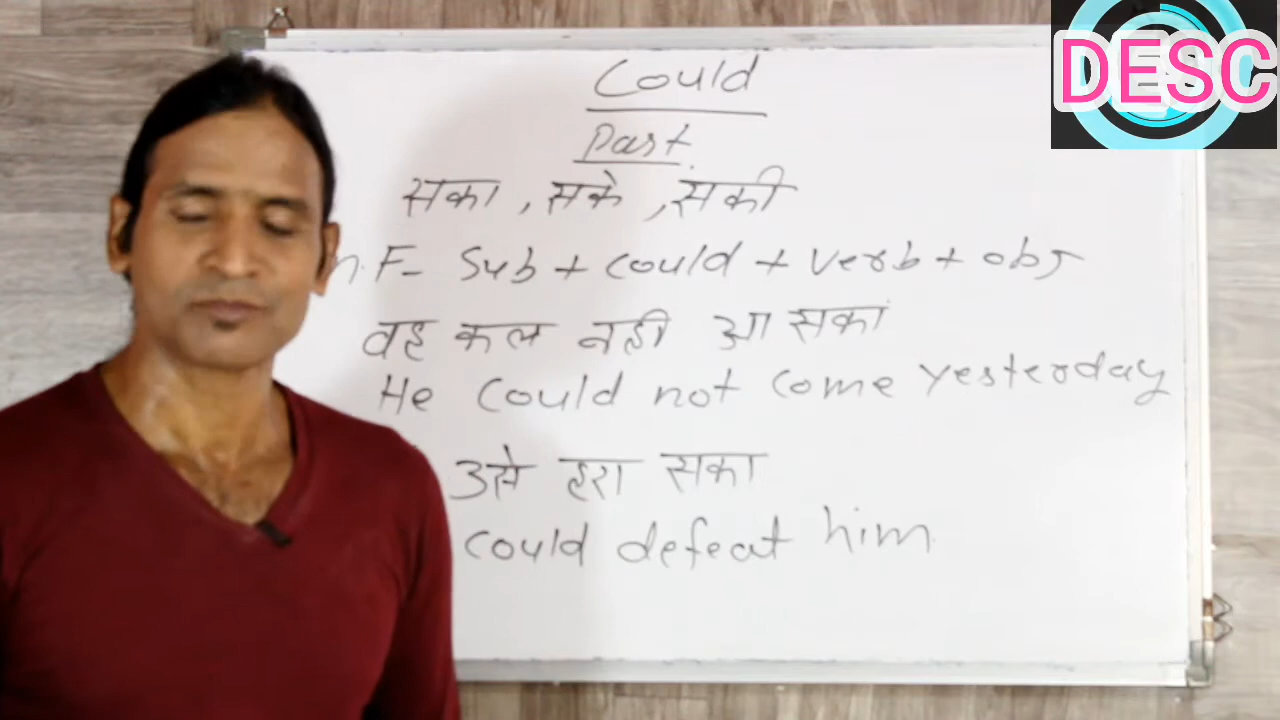 DESC
Could
Past
सका, सके, सकी
F- Sub + could + verb + obj
वह कल नही आ सका
He could not come yesterday
उसे हरा सका
could defeat him